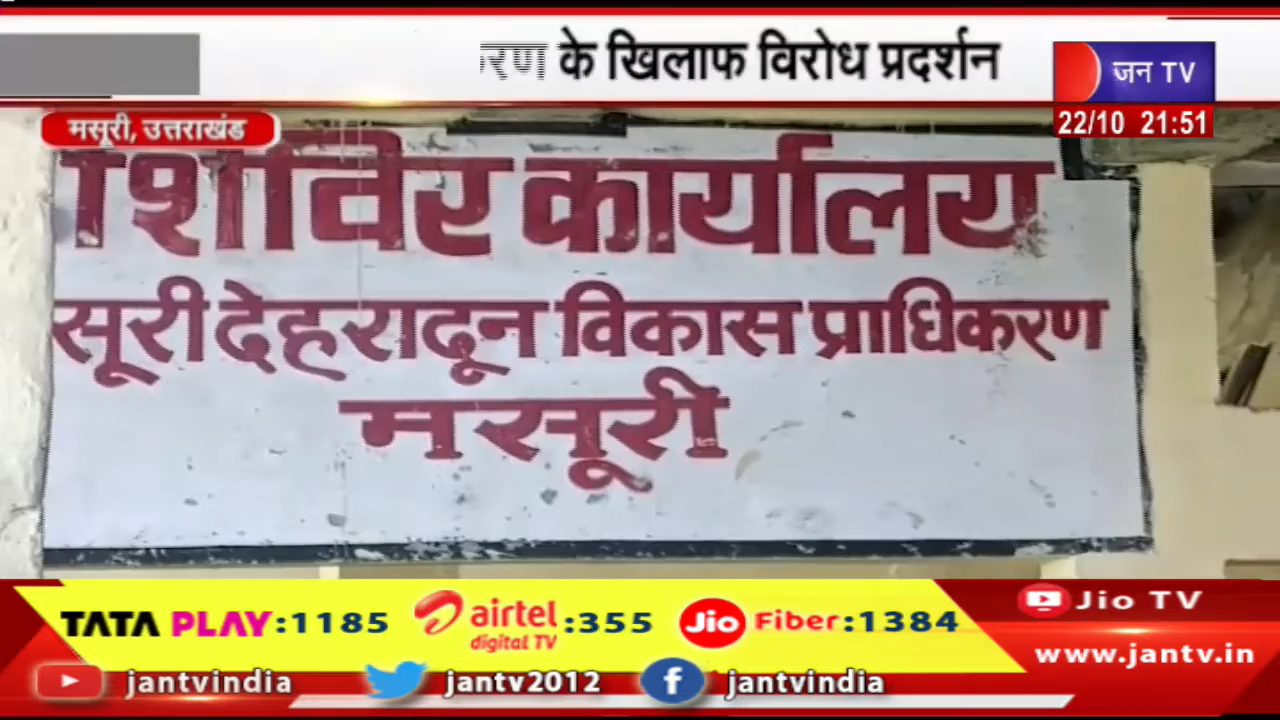 के खिलाफ विरोध प्रदर्शन
जन TV
22/10 21:51
मसूरी, उत्तराखंड
शिविर कार्यालय
सूरी देहरादून विकास प्राधिकरण
मसूरी
TATA PLAY:1185
airtel digital TV :355
Jio Fiber:1384
Jio TV
www.jantv.in
jantvindia
jantv2012
jantvindia